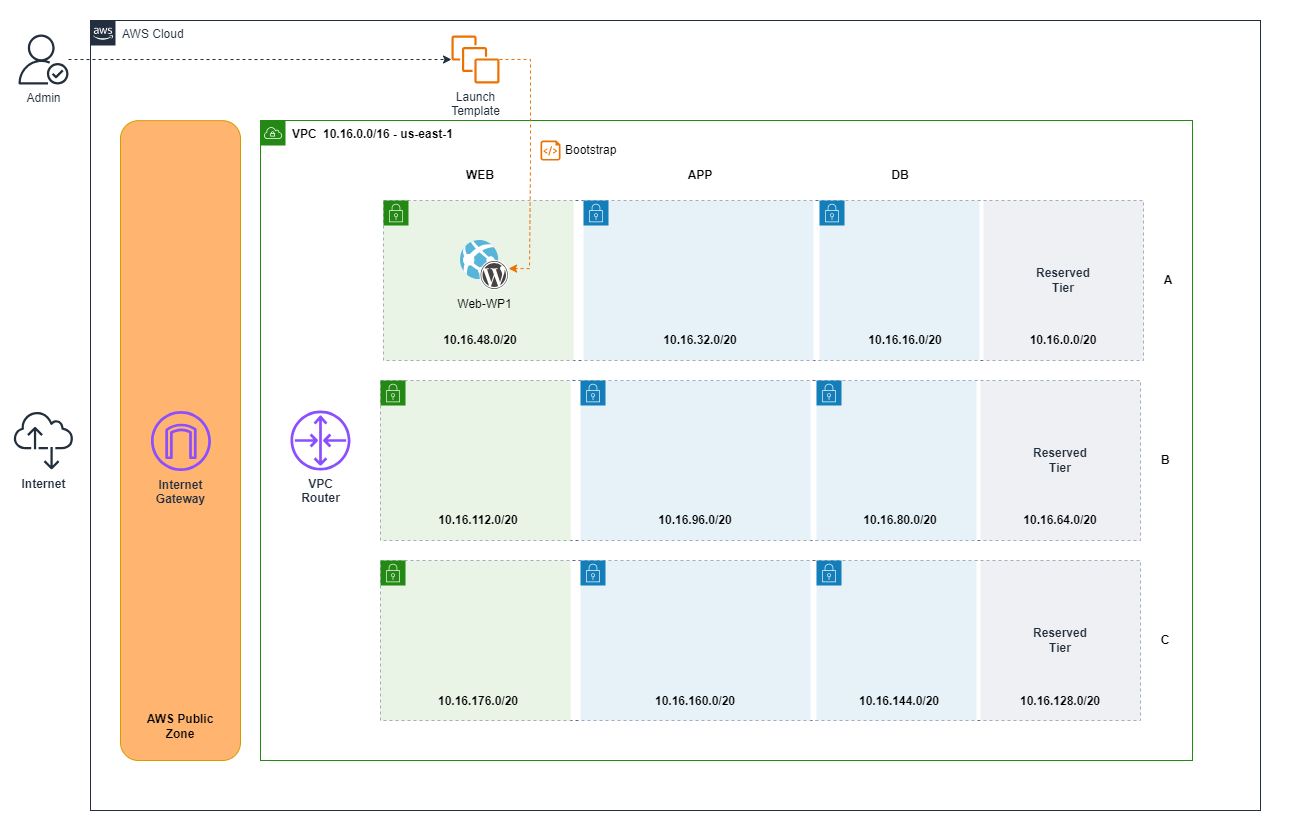 aws
AWS Cloud
Admin
Launch
Template
VPC 10.16.0.0/16 - us-east-1
</> Bootstrap
WEB
APP
DB
Web-WP1
Reserved
Tier
A
10.16.48.0/20
10.16.32.0/20
10.16.16.0/20
10.16.0.0/20
Reserved
Tier
B
Internet
Internet
Gateway
VPC
Router
10.16.112.0/20
10.16.96.0/20
10.16.80.0/20
10.16.64.0/20
Reserved
Tier
C
10.16.176.0/20
10.16.160.0/20
10.16.144.0/20
10.16.128.0/20
AWS Public
Zone